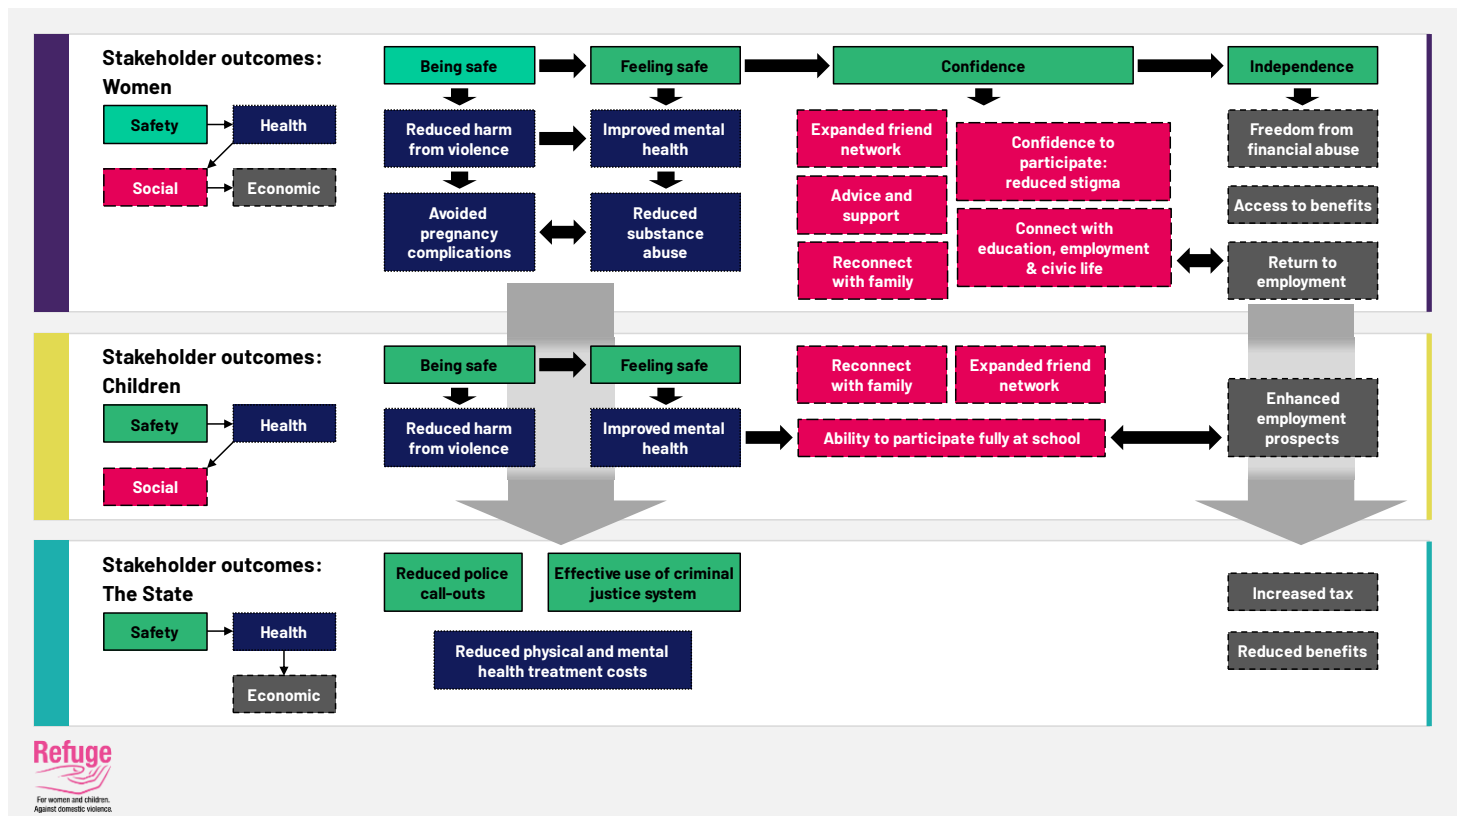 Stakeholder outcomes:
Women
Safety
Health
Social
Economic
Being safe
Feeling safe
Confidence
Independence
Reduced harm
from violence
Improved mental
health
Avoided
pregnancy
complications
Reduced
substance
abuse
Expanded friend
network
Advice and
support
Reconnect
with family
Confidence to
participate:
reduced stigma
Connect with
education, employment
& civic life
Freedom from
financial abuse
Access to benefits
Return to
employment
Stakeholder outcomes:
Children
Safety
Health
Social
Being safe
Feeling safe
Reduced harm
from violence
Improved mental
health
Reconnect
with family
Expanded friend
network
Ability to participate fully at school
Enhanced
employment
prospects
Stakeholder outcomes:
The State
Safety
Health
Economic
Reduced police
call-outs
Effective use of criminal
justice system
Reduced physical and mental
health treatment costs
Increased tax
Reduced benefits
Refuge
For women and children.
Against domestic violence.